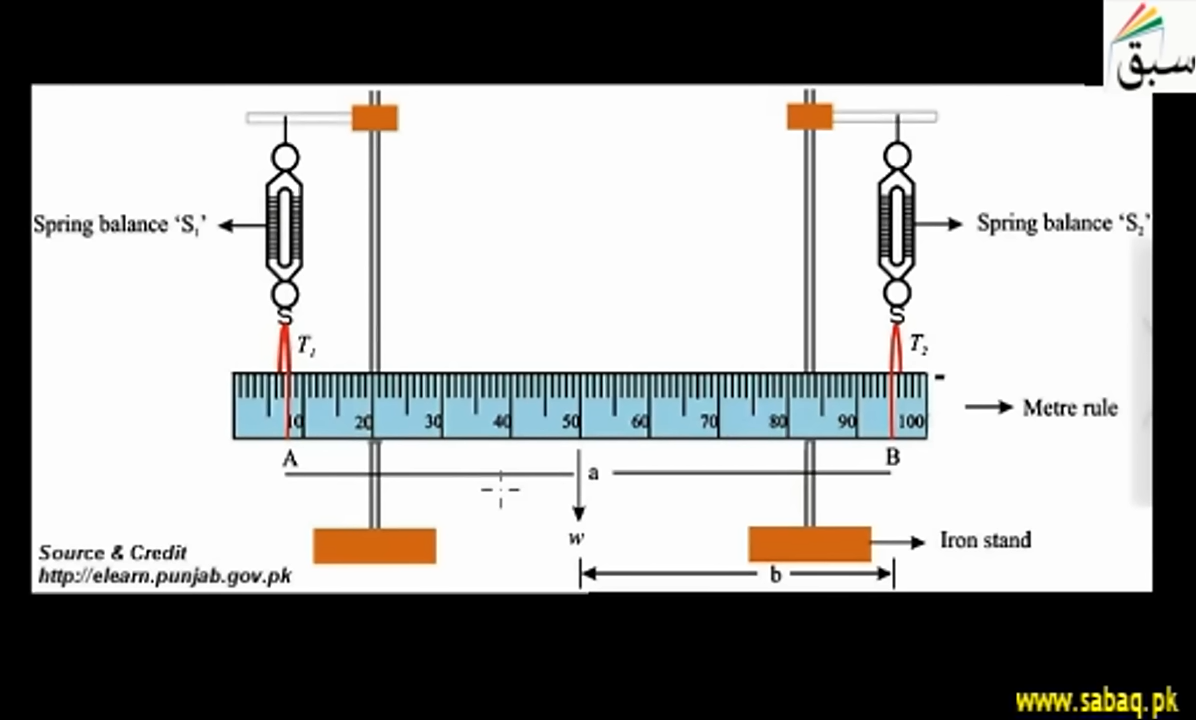 سبق
Spring balance ‘S₁’
Spring balance ‘S₂’
S
S
T₁
T₂
10 20 30 40 50 60 70 80 90 100
Metre rule
A
B
a
w
Iron stand
b
Source & Credit
http://elearn.punjab.gov.pk
www.sabaq.pk